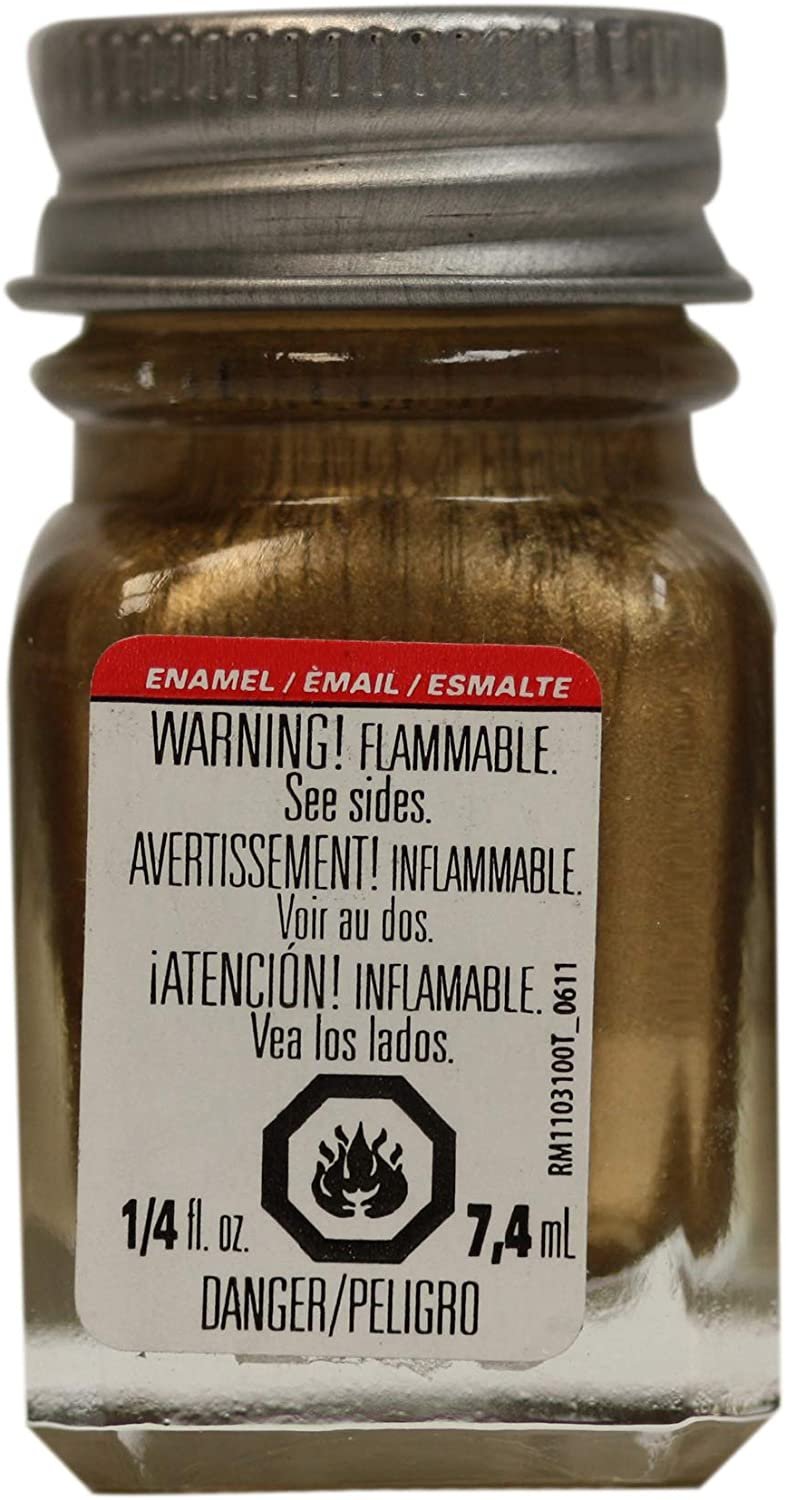 ENAMEL / ÈMAIL / ESMALTE
WARNING! FLAMMABLE.
See sides.
AVERTISSEMENT! INFLAMMABLE.
Voir au dos.
¡ATENCIÓN! INFLAMABLE.
Vea los lados.
RM1103100T_0611
1/4 fl. oz. 7,4 mL
DANGER/PELIGRO